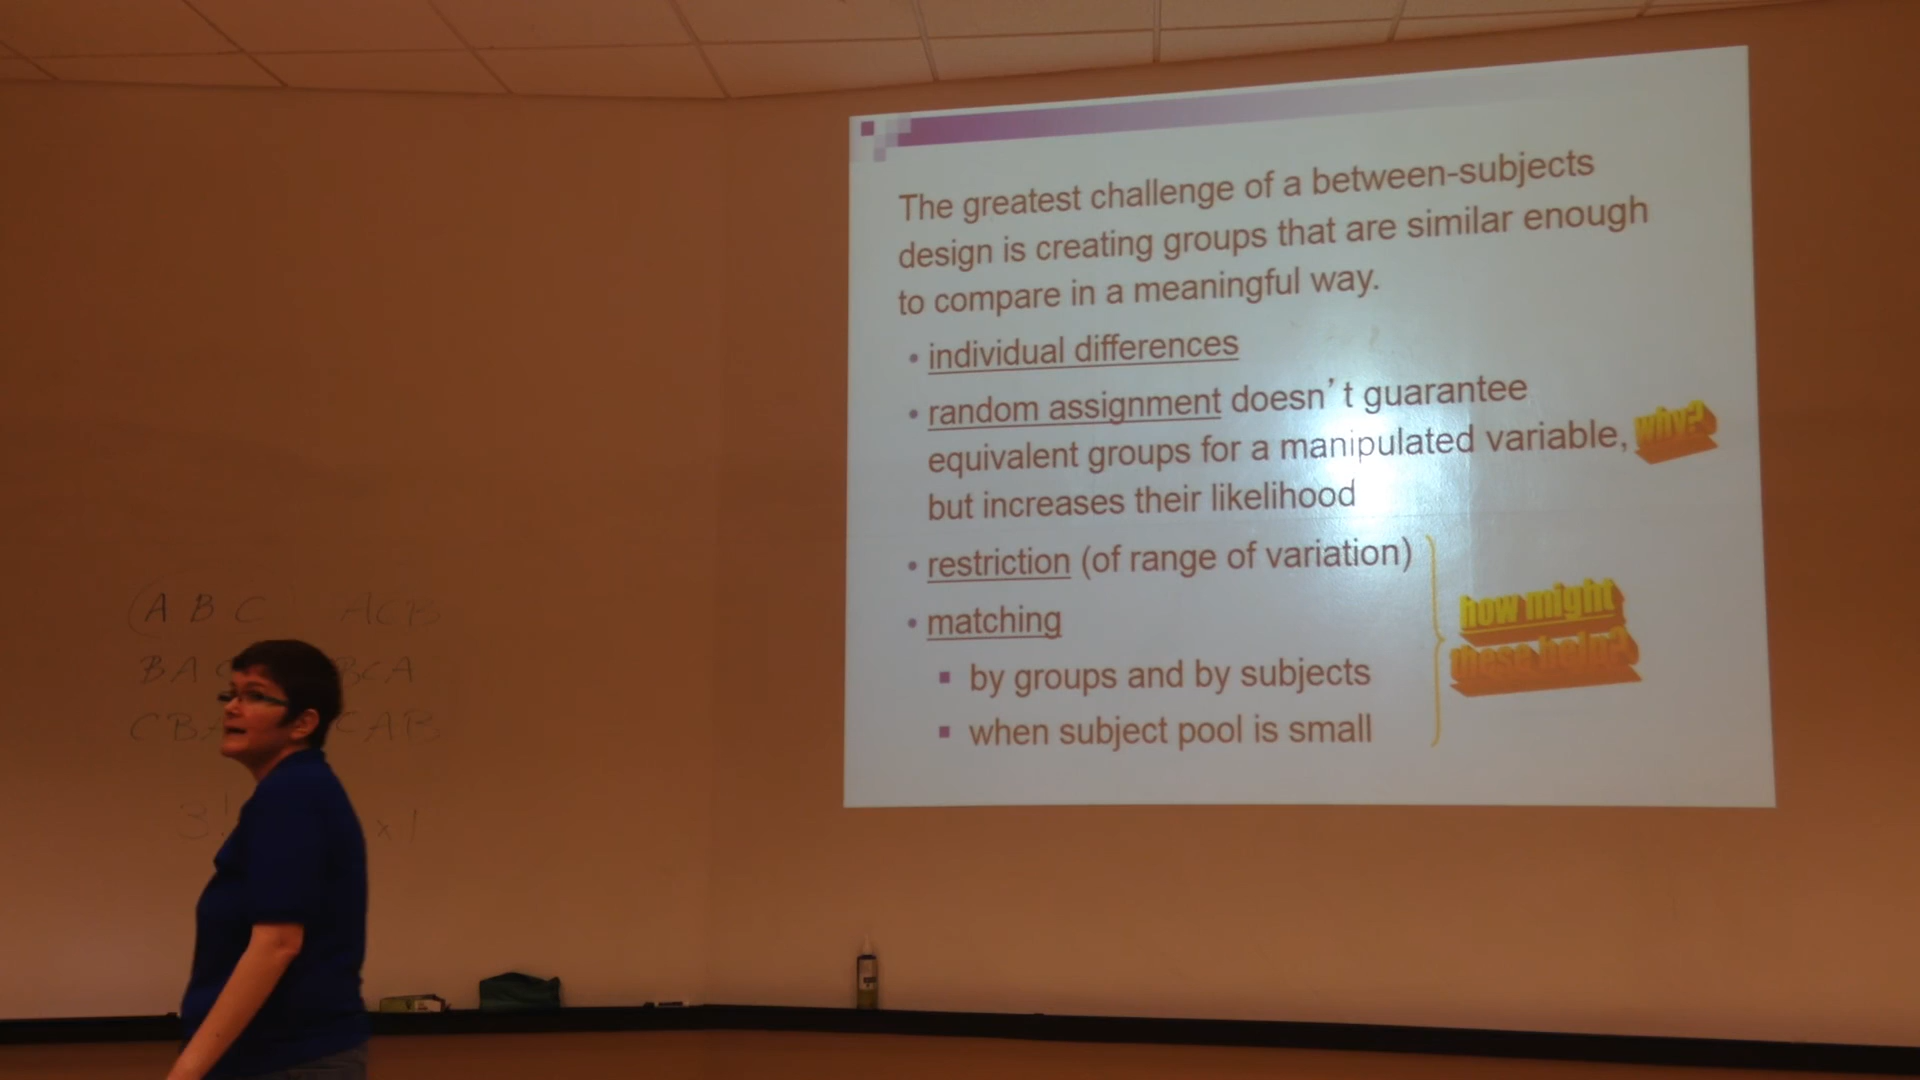 The greatest challenge of a between-subjects
design is creating groups that are similar enough
to compare in a meaningful way.
• individual differences
• random assignment doesn’t guarantee
equivalent groups for a manipulated variable, why?
but increases their likelihood
• restriction (of range of variation)
• matching
▪ by groups and by subjects
▪ when subject pool is small
how might
these help?
(A B C) ACB
BA BCA
CBA CAB
3! x 1